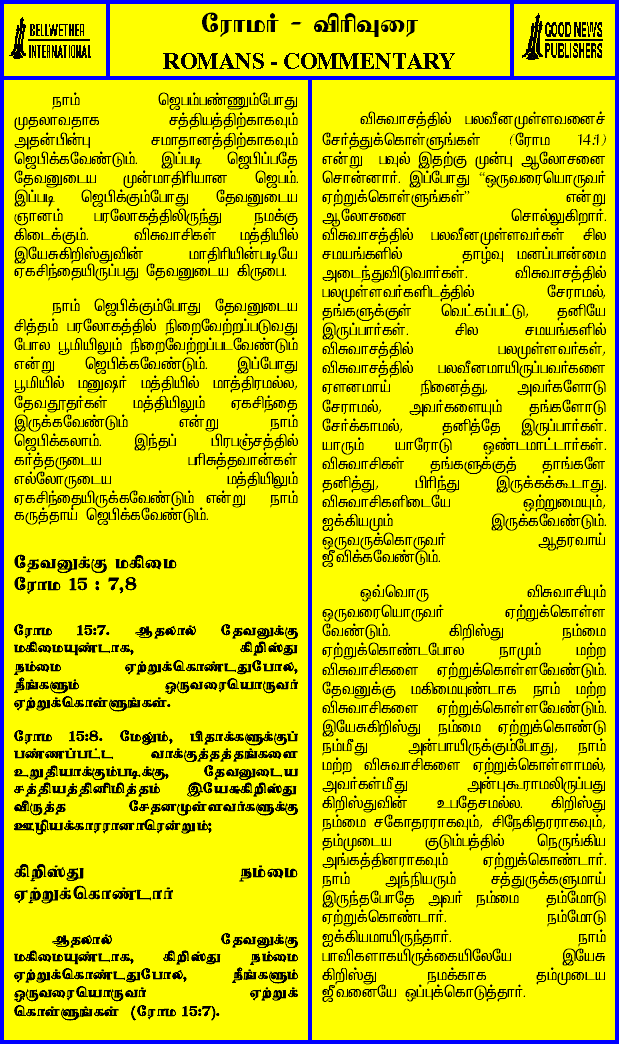 BELLWETHER
INTERNATIONAL
ரோமர் - விரிவுரை
ROMANS - COMMENTARY
GOOD NEWS
PUBLISHERS
நாம் ஜெபம்பண்ணும்போது
முதலாவதாக சத்தியத்திற்காகவும்
அதன்பின்பு சமாதானத்திற்காகவும்
ஜெபிக்கவேண்டும். இப்படி ஜெபிப்பதே
தேவனுடைய முன்மாதிரியான ஜெபம்.
இப்படி ஜெபிக்கும்போது தேவனுடைய
ஞானம் பரலோகத்திலிருந்து நமக்கு
கிடைக்கும். விசுவாசிகள் மத்தியில்
இயேசுகிறிஸ்துவின் மாதிரியின்படியே
ஏகசிந்தையிருப்பது தேவனுடைய கிருபை.
நாம் ஜெபிக்கும்போது தேவனுடைய
சித்தம் பரலோகத்தில் நிறைவேற்றப்படுவது
போல பூமியிலும் நிறைவேற்றப்படவேண்டும்
என்று ஜெபிக்கவேண்டும். இப்போது
பூமியில் மனுஷர் மத்தியில் மாத்திரமல்ல,
தேவதூதர்கள் மத்தியிலும் ஏகசிந்தை
இருக்கவேண்டும் என்று நாம்
ஜெபிக்கலாம். இந்தப் பிரபஞ்சத்தில்
கர்த்தருடைய பரிசுத்தவான்கள்
எல்லோருடைய மத்தியிலும்
ஏகசிந்தையிருக்கவேண்டும் என்று நாம்
கருத்தாய் ஜெபிக்கவேண்டும்.
தேவனுக்கு மகிமை
ரோம 15 : 7,8
ரோம 15:7. ஆதலால் தேவனுக்கு
மகிமையுண்டாக, கிறிஸ்து
நம்மை ஏற்றுக்கொண்டதுபோல,
நீங்களும் ஒருவரையொருவர்
ஏற்றுக்கொள்ளுங்கள்.
ரோம 15:8. மேலும், பிதாக்களுக்குப்
பண்ணப்பட்ட வாக்குத்தத்தங்களை
உறுதியாக்கும்படிக்கு, தேவனுடைய
சத்தியத்தினிமித்தம் இயேசுகிறிஸ்து
விருத்த சேதனமுள்ளவர்களுக்கு
ஊழியக்காரரானாரென்றும்;
கிறிஸ்து நம்மை
ஏற்றுக்கொண்டார்
ஆதலால் தேவனுக்கு
மகிமையுண்டாக, கிறிஸ்து நம்மை
ஏற்றுக்கொண்டதுபோல, நீங்களும்
ஒருவரையொருவர் ஏற்றுக்
கொள்ளுங்கள் (ரோம 15:7).
விசுவாசத்தில் பலவீனமுள்ளவனைச்
சேர்த்துக்கொள்ளுங்கள் (ரோம 14:1)
என்று பவுல் இதற்கு முன்பு ஆலோசனை
சொன்னார். இப்போது "ஒருவரையொருவர்
ஏற்றுக்கொள்ளுங்கள்" என்று
ஆலோசனை சொல்லுகிறார்.
விசுவாசத்தில் பலவீனமுள்ளவர்கள் சில
சமயங்களில் தாழ்வு மனப்பான்மை
அடைந்துவிடுவார்கள். விசுவாசத்தில்
பலமுள்ளவர்களிடத்தில் சேராமல்,
தங்களுக்குள் வெட்கப்பட்டு, தனியே
இருப்பார்கள். சில சமயங்களில்
விசுவாசத்தில் பலமுள்ளவர்கள்,
விசுவாசத்தில் பலவீனமாயிருப்பவர்களை
ஏளனமாய் நினைத்து, அவர்களோடு
சேராமல், அவர்களையும் தங்களோடு
சேர்க்காமல், தனித்தே இருப்பார்கள்.
யாரும் யாரோடு ஒண்டமாட்டார்கள்.
விசுவாசிகள் தங்களுக்குத் தாங்களே
தனித்து, பிரிந்து இருக்கக்கூடாது.
விசுவாசிகளிடையே ஒற்றுமையும்,
ஐக்கியமும் இருக்கவேண்டும்.
ஒருவருக்கொருவர் ஆதரவாய்
ஜீவிக்கவேண்டும்.
ஒவ்வொரு விசுவாசியும்
ஒருவரையொருவர் ஏற்றுக்கொள்ள
வேண்டும். கிறிஸ்து நம்மை
ஏற்றுக்கொண்டபோல நாமும் மற்ற
விசுவாசிகளை ஏற்றுக்கொள்ளவேண்டும்.
தேவனுக்கு மகிமையுண்டாக நாம் மற்ற
விசுவாசிகளை ஏற்றுக்கொள்ளவேண்டும்.
இயேசுகிறிஸ்து நம்மை ஏற்றுக்கொண்டு
நம்மீது அன்பாயிருக்கும்போது, நாம்
மற்ற விசுவாசிகளை ஏற்றுக்கொள்ளாமல்,
அவர்கள்மீது அன்புகூராமலிருப்பது
கிறிஸ்துவின் உபதேசமல்ல. கிறிஸ்து
நம்மை சகோதரராகவும், சிநேகிதராகவும்,
தம்முடைய குடும்பத்தில் நெருங்கிய
அங்கத்தினராகவும் ஏற்றுக்கொண்டார்.
நாம் அந்நியரும் சத்துருக்களுமாய்
இருந்தபோதே அவர் நம்மை தம்மோடு
ஏற்றுக்கொண்டார். நம்மோடு
ஐக்கியமாயிருந்தார். நாம்
பாவிகளாகயிருக்கையிலேயே இயேசு
கிறிஸ்து நமக்காக தம்முடைய
ஜீவனையே ஒப்புக்கொடுத்தார்.